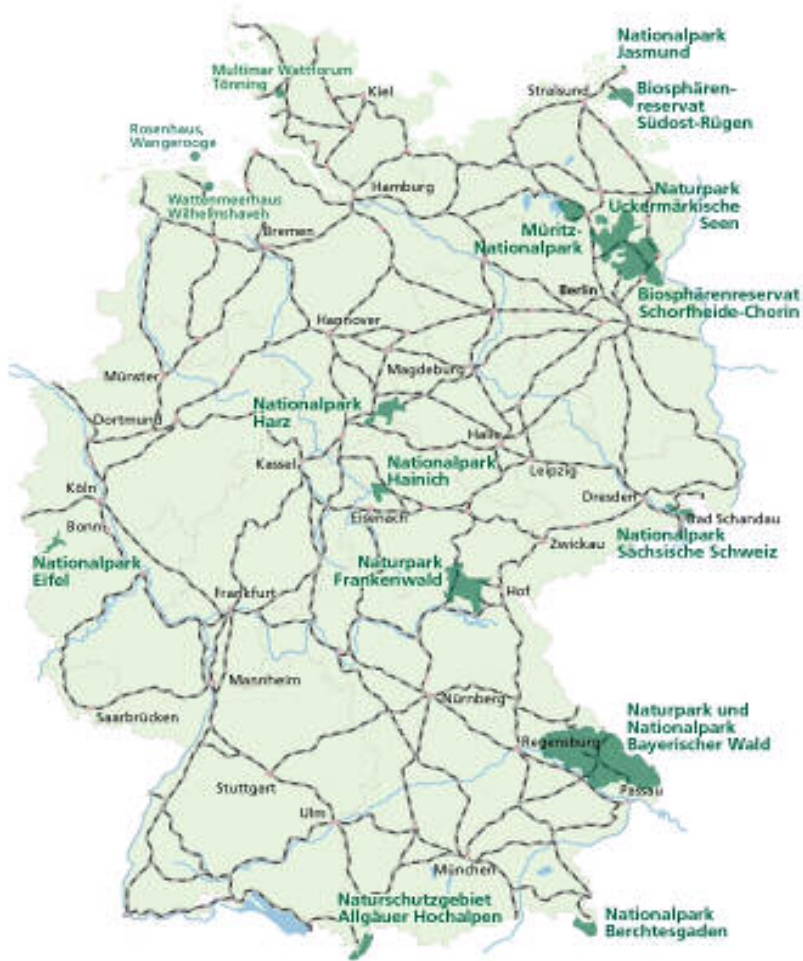 Nationalpark
Jasmund
Multimar Wattforum
Tönning
Kiel
Stralsund
Biosphären-
reservat
Südost-Rügen
Rosenhaus,
Wangerooge
Wattenmeerhaus
Wilhelmshaven
Hamburg
Naturpark
Uckermärkische
Seen
Müritz-
Nationalpark
Bremen
Berlin
Biosphärenreservat
Schorfheide-Chorin
Hannover
Münster
Magdeburg
Nationalpark
Harz
Dortmund
Halle
Kassel
Nationalpark
Hainich
Leipzig
Köln
Dresden
Eisenach
Bad Schandau
Bonn
Nationalpark
Sächsische Schweiz
Zwickau
Nationalpark
Eifel
Naturpark
Frankenwald
Hof
Frankfurt
Mannheim
Nürnberg
Saarbrücken
Naturpark und
Nationalpark
Bayerischer Wald
Regensburg
Stuttgart
Passau
Ulm
München
Naturschutzgebiet
Allgäuer Hochalpen
Nationalpark
Berchtesgaden